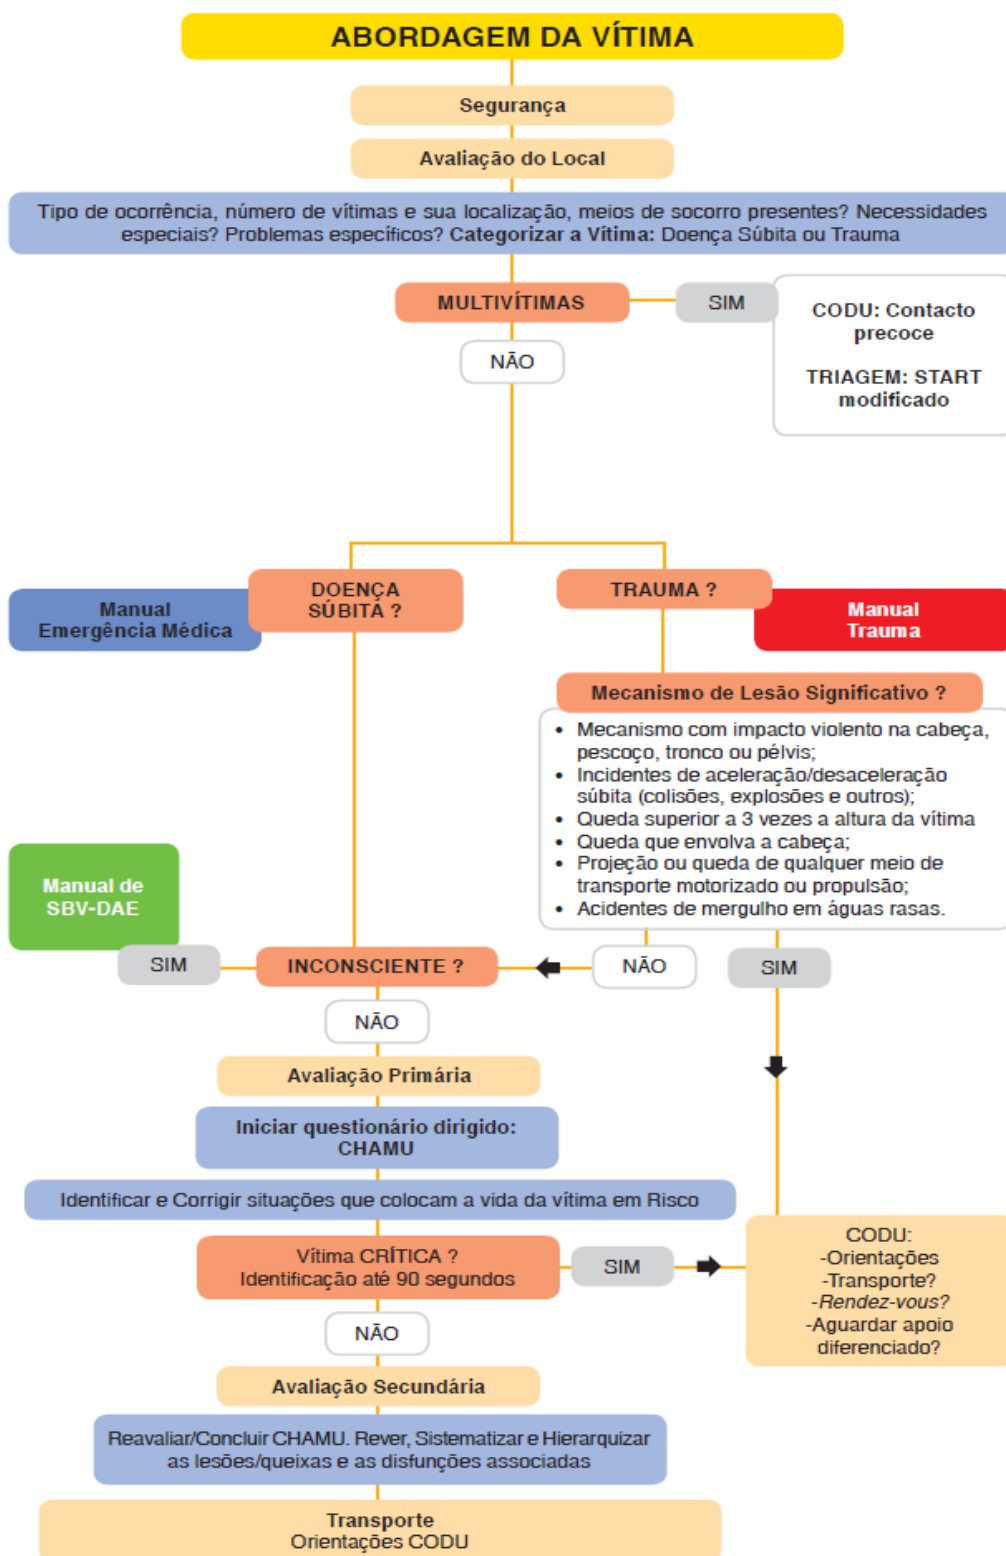 ABORDAGEM DA VÍTIMA
Segurança
Avaliação do Local
Tipo de ocorrência, número de vítimas e sua localização, meios de socorro presentes? Necessidades
especiais? Problemas específicos? Categorizar a Vítima: Doença Súbita ou Trauma
MULTIVÍTIMAS
SIM
CODU: Contacto
precoce
TRIAGEM: START
modificado
NÃO
DOENÇA
SÚBITA ?
Manual
Emergência Médica
TRAUMA ?
Manual
Trauma
Mecanismo de Lesão Significativo ?
• Mecanismo com impacto violento na cabeça,
pescoço, tronco ou pélvis;
• Incidentes de aceleração/desaceleração
súbita (colisões, explosões e outros);
• Queda superior a 3 vezes a altura da vítima
• Queda que envolva a cabeça;
• Projeção ou queda de qualquer meio de
transporte motorizado ou propulsão;
• Acidentes de mergulho em águas rasas.
Manual de
SBV-DAE
SIM
INCONSCIENTE ?
NÃO
SIM
NÃO
Avaliação Primária
Iniciar questionário dirigido:
CHAMU
Identificar e Corrigir situações que colocam a vida da vítima em Risco
Vítima CRÍTICA ?
Identificação até 90 segundos
SIM
CODU:
-Orientações
-Transporte?
-Rendez-vous?
-Aguardar apoio
diferenciado?
NÃO
Avaliação Secundária
Reavaliar/Concluir CHAMU. Rever, Sistematizar e Hierarquizar
as lesões/queixas e as disfunções associadas
Transporte
Orientações CODU